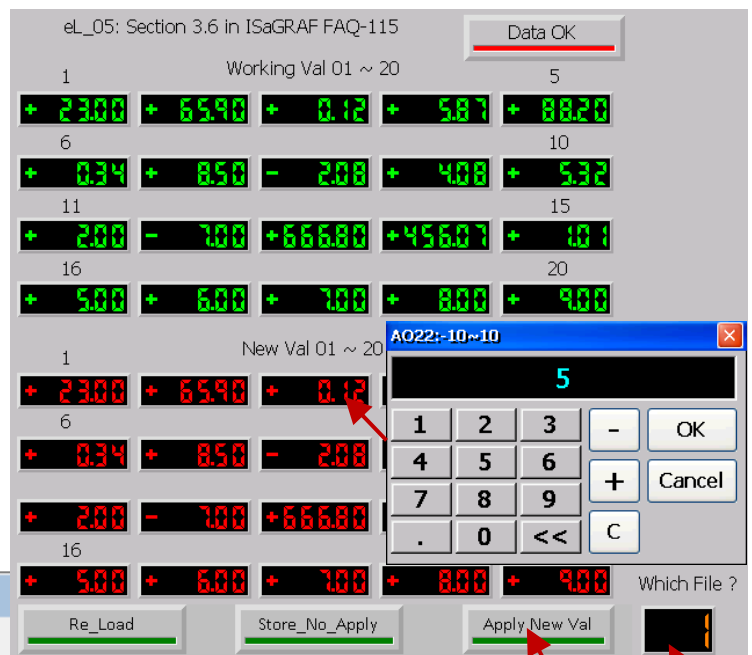 eL_05: Section 3.6 in ISaGRAF FAQ-115 Data OK
Working Val 01 ~ 20
1 5
+ 23.00 + 65.90 + 0.12 + 5.87 + 88.20
6 10
+ 0.34 + 8.50 - 2.08 + 4.08 + 5.32
11 15
+ 2.00 - 7.00 +666.80 +456.07 + 1.01
16 20
+ 5.00 + 6.00 + 7.00 + 8.00 + 9.00
AO22:-10~10
1 New Val 01 ~ 20
5
+ 23.00 + 65.90 + 0.12
6
1 2 3 - OK
+ 0.34 + 8.50 - 2.08
4 5 6 + Cancel
7 8 9
+ 2.00 - 7.00 +666.80
. 0 << C
16
+ 5.00 + 6.00 + 7.00 + 8.00 + 9.00 Which File ?
Re_Load Store_No_Apply Apply New Val 1